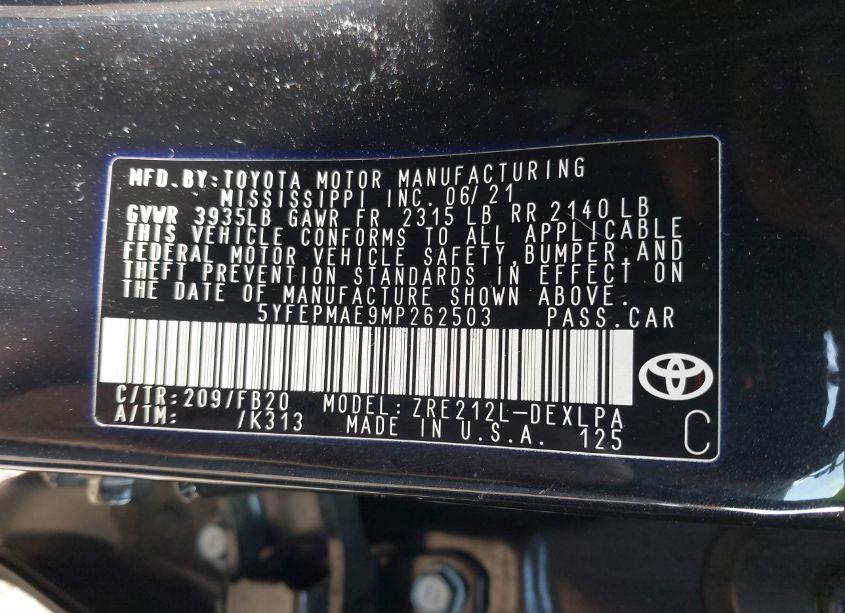 MFD.BY:TOYOTA MOTOR MANUFACTURING
MISSISSIPPI INC. 06/21
GVWR 3935LB GAWR FR 2315 LB RR 2140LB
THIS VEHICLE CONFORMS TO ALL APPLICABLE
FEDERAL MOTOR VEHICLE SAFETY,BUMPER,AND
THEFT PREVENTION STANDARDS IN EFFECT ON
THE DATE OF MANUFACTURE SHOWN ABOVE.
5YFEPMAE9MP262503 PASS.CAR
C/TR:209/FB20 MODEL:ZRE212L-DEXLPA
A/TM: /K313 MADE IN U.S.A. 125
C